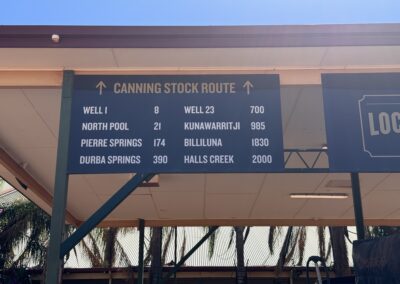 ↑ CANNING STOCK ROUTE ↑
WELL 1 8
NORTH POOL 21
PIERRE SPRINGS 174
DURBA SPRINGS 390
WELL 23 700
KUNAWARRITJI 985
BILLILUNA 1830
HALLS CREEK 2000
LOC